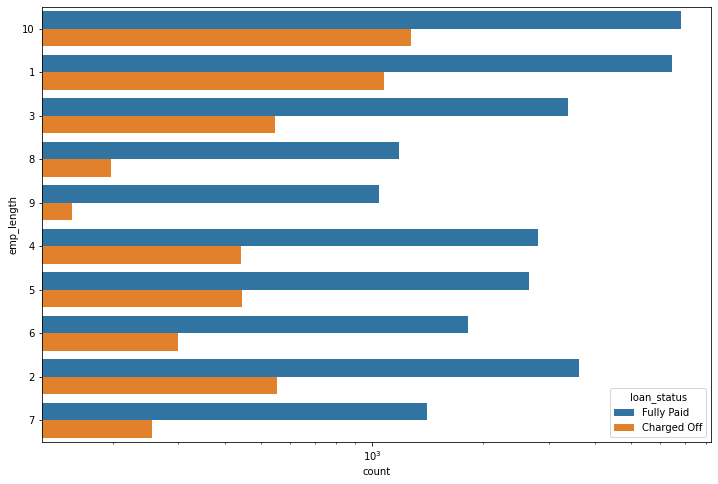 10
1
3
8
9
4
5
6
2
7
emp_length
10³
count
loan_status
Fully Paid
Charged Off